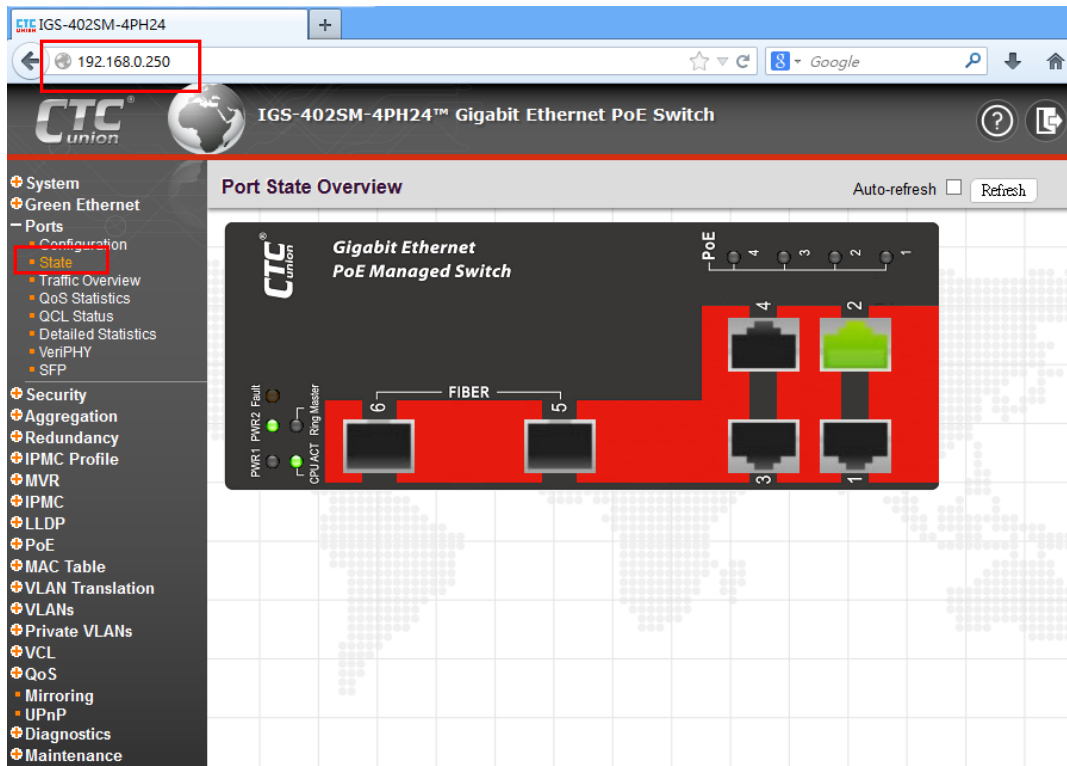 CTC union IGS-402SM-4PH24
+
192.168.0.250
8 Google
CTC union ®
IGS-402SM-4PH24™ Gigabit Ethernet PoE Switch
?
System
Green Ethernet
Ports
Configuration
State
Traffic Overview
QoS Statistics
QCL Status
Detailed Statistics
VeriPHY
SFP
Security
Aggregation
Redundancy
IPMC Profile
MVR
IPMC
LLDP
PoE
MAC Table
VLAN Translation
VLANs
Private VLANs
VCL
QoS
Mirroring
UPnP
Diagnostics
Maintenance
Port State Overview
Auto-refresh
Refresh
CTC union ®
Gigabit Ethernet
PoE Managed Switch
PoE 4 3 2 1
4 2
FIBER
6 5
3 1
PWR1 PWR2 Fault
CPU ACT Ring Master